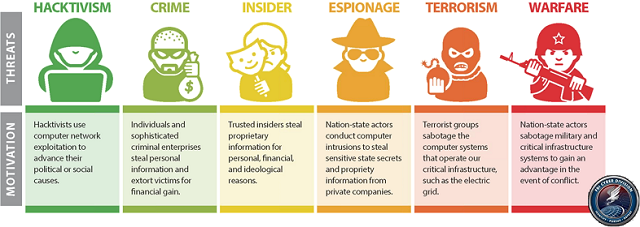 HACKTIVISM
CRIME
INSIDER
ESPIONAGE
TERRORISM
WARFARE
THREATS
$
MOTIVATION
Hacktivists use
computer network
exploitation to
advance their
political or social
causes.
Individuals and
sophisticated
criminal enterprises
steal personal
information and
extort victims for
financial gain.
Trusted insiders steal
proprietary
information for
personal, financial,
and ideological
reasons.
Nation-state actors
conduct computer
intrusions to steal
sensitive state secrets
and propriety
information from
private companies.
Terrorist groups
sabotage the
computer systems
that operate our
critical infrastructure,
such as the electric
grid.
Nation-state actors
sabotage military and
critical infrastructure
systems to gain an
advantage in the
event of conflict.
FBI CYBER DIVISION